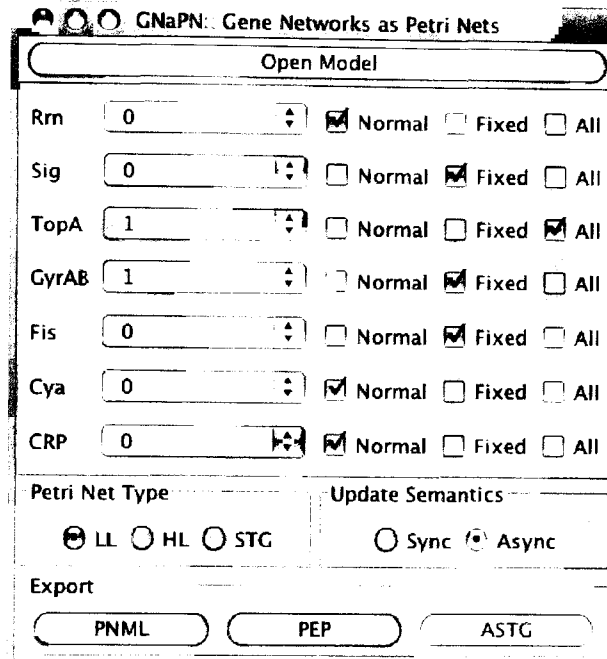 GNaPN: Gene Networks as Petri Nets
Open Model
Rrn 0 Normal Fixed All
Sig 0 Normal Fixed All
TopA 1 Normal Fixed All
GyrAB 1 Normal Fixed All
Fis 0 Normal Fixed All
Cya 0 Normal Fixed All
CRP 0 Normal Fixed All
Petri Net Type Update Semantics
LL HL STG Sync Async
Export
PNML PEP ASTG